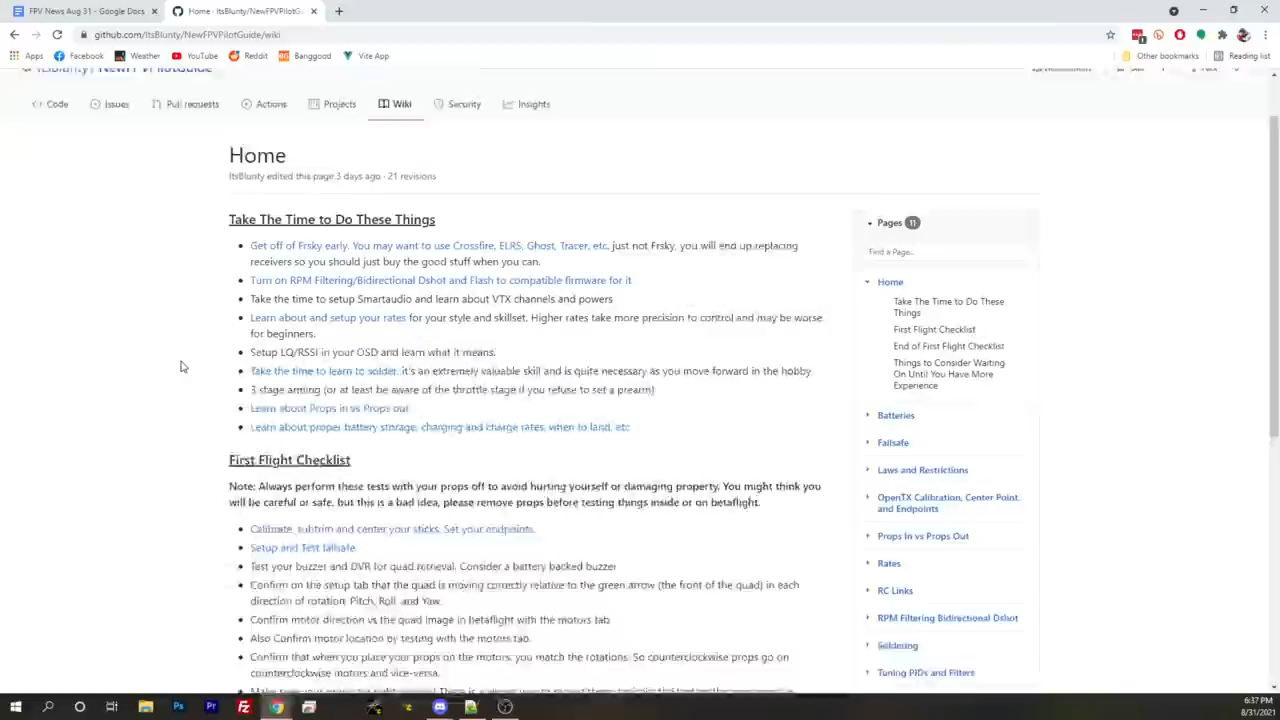 FPV News Aug 31 - Google Docs
Home · ItsBlunty/NewFPVPilotGuid
github.com/ItsBlunty/NewFPVPilotGuide/wiki
Apps Facebook Weather YouTube Reddit Banggood Vite App Other bookmarks Reading list
ItsBlunty / NewFPVPilotGuide
Code Issues Pull requests Actions Projects Wiki Security Insights
Home
ItsBlunty edited this page 3 days ago · 21 revisions
Take The Time to Do These Things
Get off of Frsky early. You may want to use Crossfire, ELRS, Ghost, Tracer, etc, just not Frsky, you will end up replacing
receivers so you should just buy the good stuff when you can.
Turn on RPM Filtering/Bidirectional Dshot and Flash to compatible firmware for it
Take the time to setup Smartaudio and learn about VTX channels and powers
Learn about and setup your rates for your style and skillset. Higher rates take more precision to control and may be worse
for beginners.
Setup LQ/RSSI in your OSD and learn what it means.
Take the time to learn to solder, it's an extremely valuable skill and is quite necessary as you move forward in the hobby
3 stage arming (or at least be aware of the throttle stage if you refuse to set a prearm)
Learn about Props in vs Props out
Learn about proper battery storage, charging and charge rates, when to land, etc
First Flight Checklist
Note: Always perform these tests with your props off to avoid hurting yourself or damaging property. You might think you
will be careful or safe, but this is a bad idea, please remove props before testing things inside or on betaflight.
Calibrate, subtrim and center your sticks. Set your endpoints.
Setup and Test failsafe.
Test your buzzer and DVR for quad retrieval. Consider a battery backed buzzer
Confirm on the setup tab that the quad is moving correctly relative to the green arrow (the front of the quad) in each
direction of rotation Pitch, Roll and Yaw.
Confirm motor direction vs the quad image in betaflight with the motors tab.
Also Confirm motor location by testing with the motors tab.
Confirm that when you place your props on the motors, you match the rotations. So counterclockwise props go on
counterclockwise motors and vice-versa.
Pages 11
Find a Page...
Home
Take The Time to Do These
Things
First Flight Checklist
End of First Flight Checklist
Things to Consider Waiting
On Until You Have More
Experience
Batteries
Failsafe
Laws and Restrictions
OpenTX Calibration, Center Point,
and Endpoints
Props In vs Props Out
Rates
RC Links
RPM Filtering Bidirectional Dshot
Soldering
Tuning PIDs and Filters
6:37 PM
8/31/2021